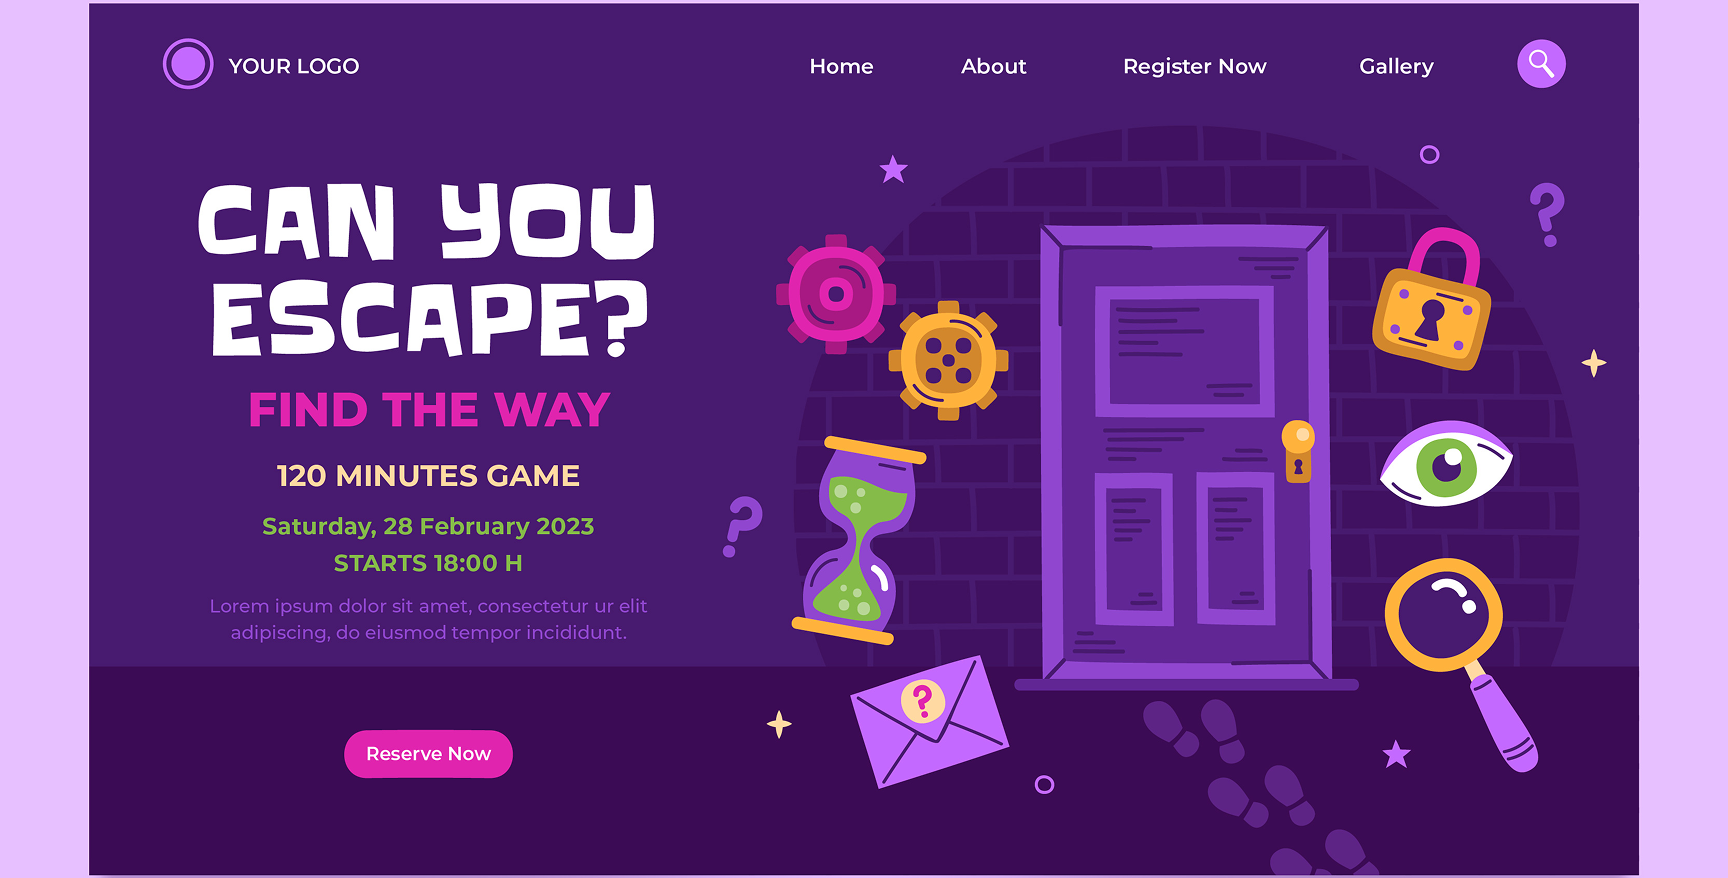 YOUR LOGO
Home
About
Register Now
Gallery
CAN YOU
ESCAPE?
FIND THE WAY
120 MINUTES GAME
Saturday, 28 February 2023
STARTS 18:00 H
Lorem ipsum dolor sit amet, consectetur ur elit
adipiscing, do eiusmod tempor incididunt.
Reserve Now
?
?
?